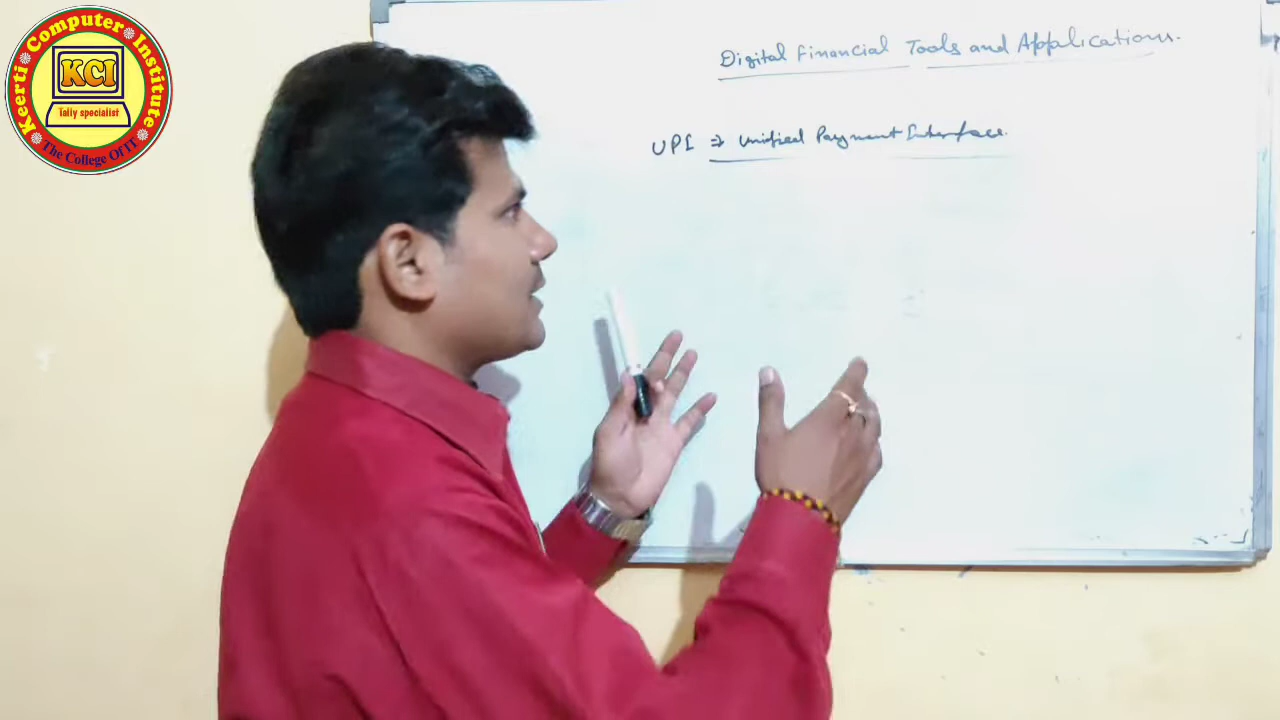 Keerti Computer Institute
KCI
Tally specialist
The College Of IT
Digital Financial Tools and Applications.
UPI ⇒ Unified Payment Interface.